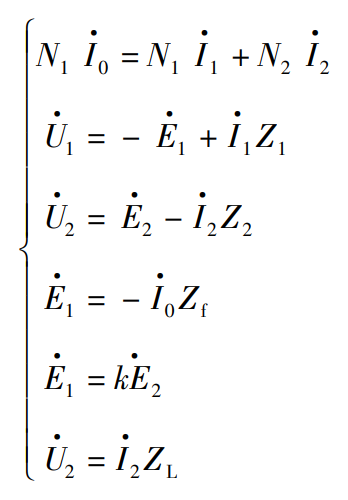 N₁ İ₀ = N₁ İ₁ + N₂ İ₂
U̇₁ = − Ė₁ + İ₁Z₁
U̇₂ = Ė₂ − İ₂Z₂
Ė₁ = − İ₀Z_f
Ė₁ = kĖ₂
U̇₂ = İ₂Z_L